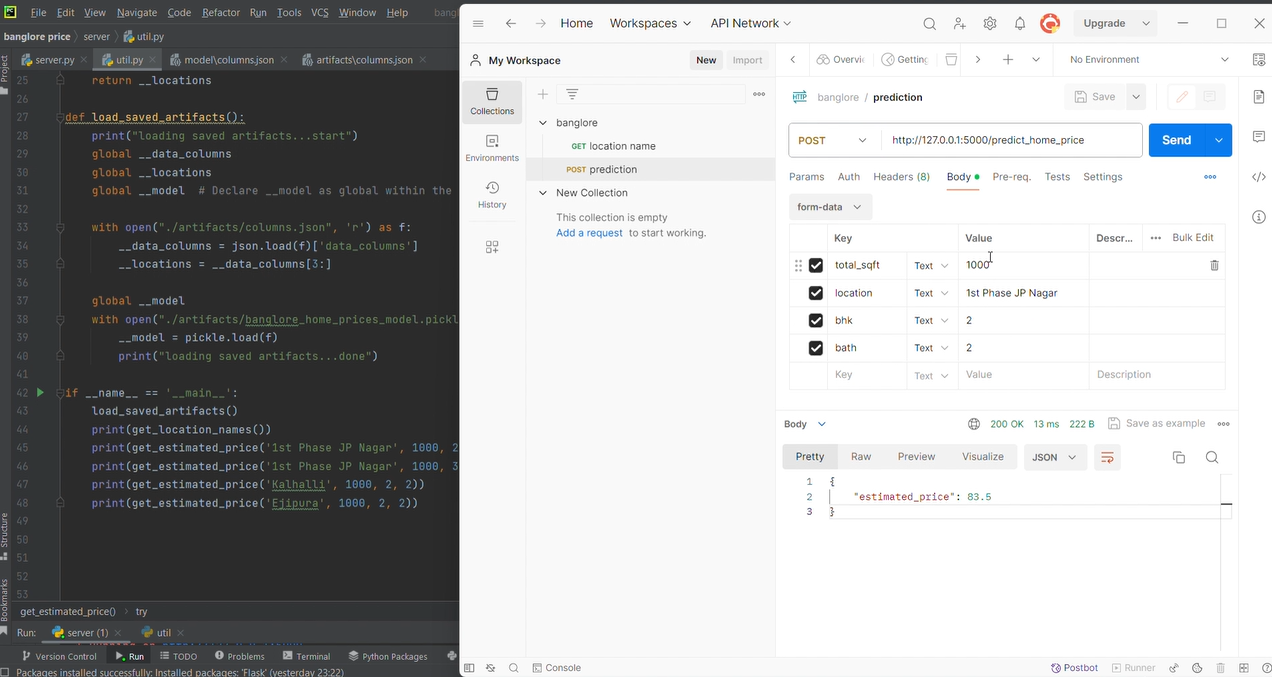 PC File Edit View Navigate Code Refactor Run Tools VCS Window Help bang
banglore price server util.py
server.py util.py model\columns.json artifacts\columns.json
Project
25 return __locations
26
27 def load_saved_artifacts():
28 print("loading saved artifacts...start")
29 global __data_columns
30 global __locations
31 global __model # Declare __model as global within the
32
33 with open("./artifacts/columns.json", 'r') as f:
34 __data_columns = json.load(f)['data_columns']
35 __locations = __data_columns[3:]
36
37 global __model
38 with open("./artifacts/banglore_home_prices_model.pickl
39 __model = pickle.load(f)
40 print("loading saved artifacts...done")
41
42 if __name__ == '__main__':
43 load_saved_artifacts()
44 print(get_location_names())
45 print(get_estimated_price('1st Phase JP Nagar', 1000, 2
46 print(get_estimated_price('1st Phase JP Nagar', 1000, 3
47 print(get_estimated_price('Kalhalli', 1000, 2, 2))
48 print(get_estimated_price('Ejipura', 1000, 2, 2))
49
50
51
52
53
Structure
Bookmarks
get_estimated_price() › try
Run: server (1) util
Version Control Run TODO Problems Terminal Python Packages
Packages installed successfully: Installed packages: 'Flask' (yesterday 23:22)
Home Workspaces API Network Upgrade
My Workspace New Import
Overvi Getting No Environment
Collections
Environments
History
banglore
GET location name
POST prediction
New Collection
This collection is empty
Add a request to start working.
HTTP banglore / prediction Save
POST http://127.0.0.1:5000/predict_home_price Send
Params Auth Headers (8) Body Pre-req. Tests Settings
form-data
Key Value Descr... Bulk Edit
total_sqft Text 1000
location Text 1st Phase JP Nagar
bhk Text 2
bath Text 2
Key Text Value Description
Body 200 OK 13 ms 222 B Save as example
Pretty Raw Preview Visualize JSON
1 {
2 "estimated_price": 83.5
3 }
Console Postbot Runner